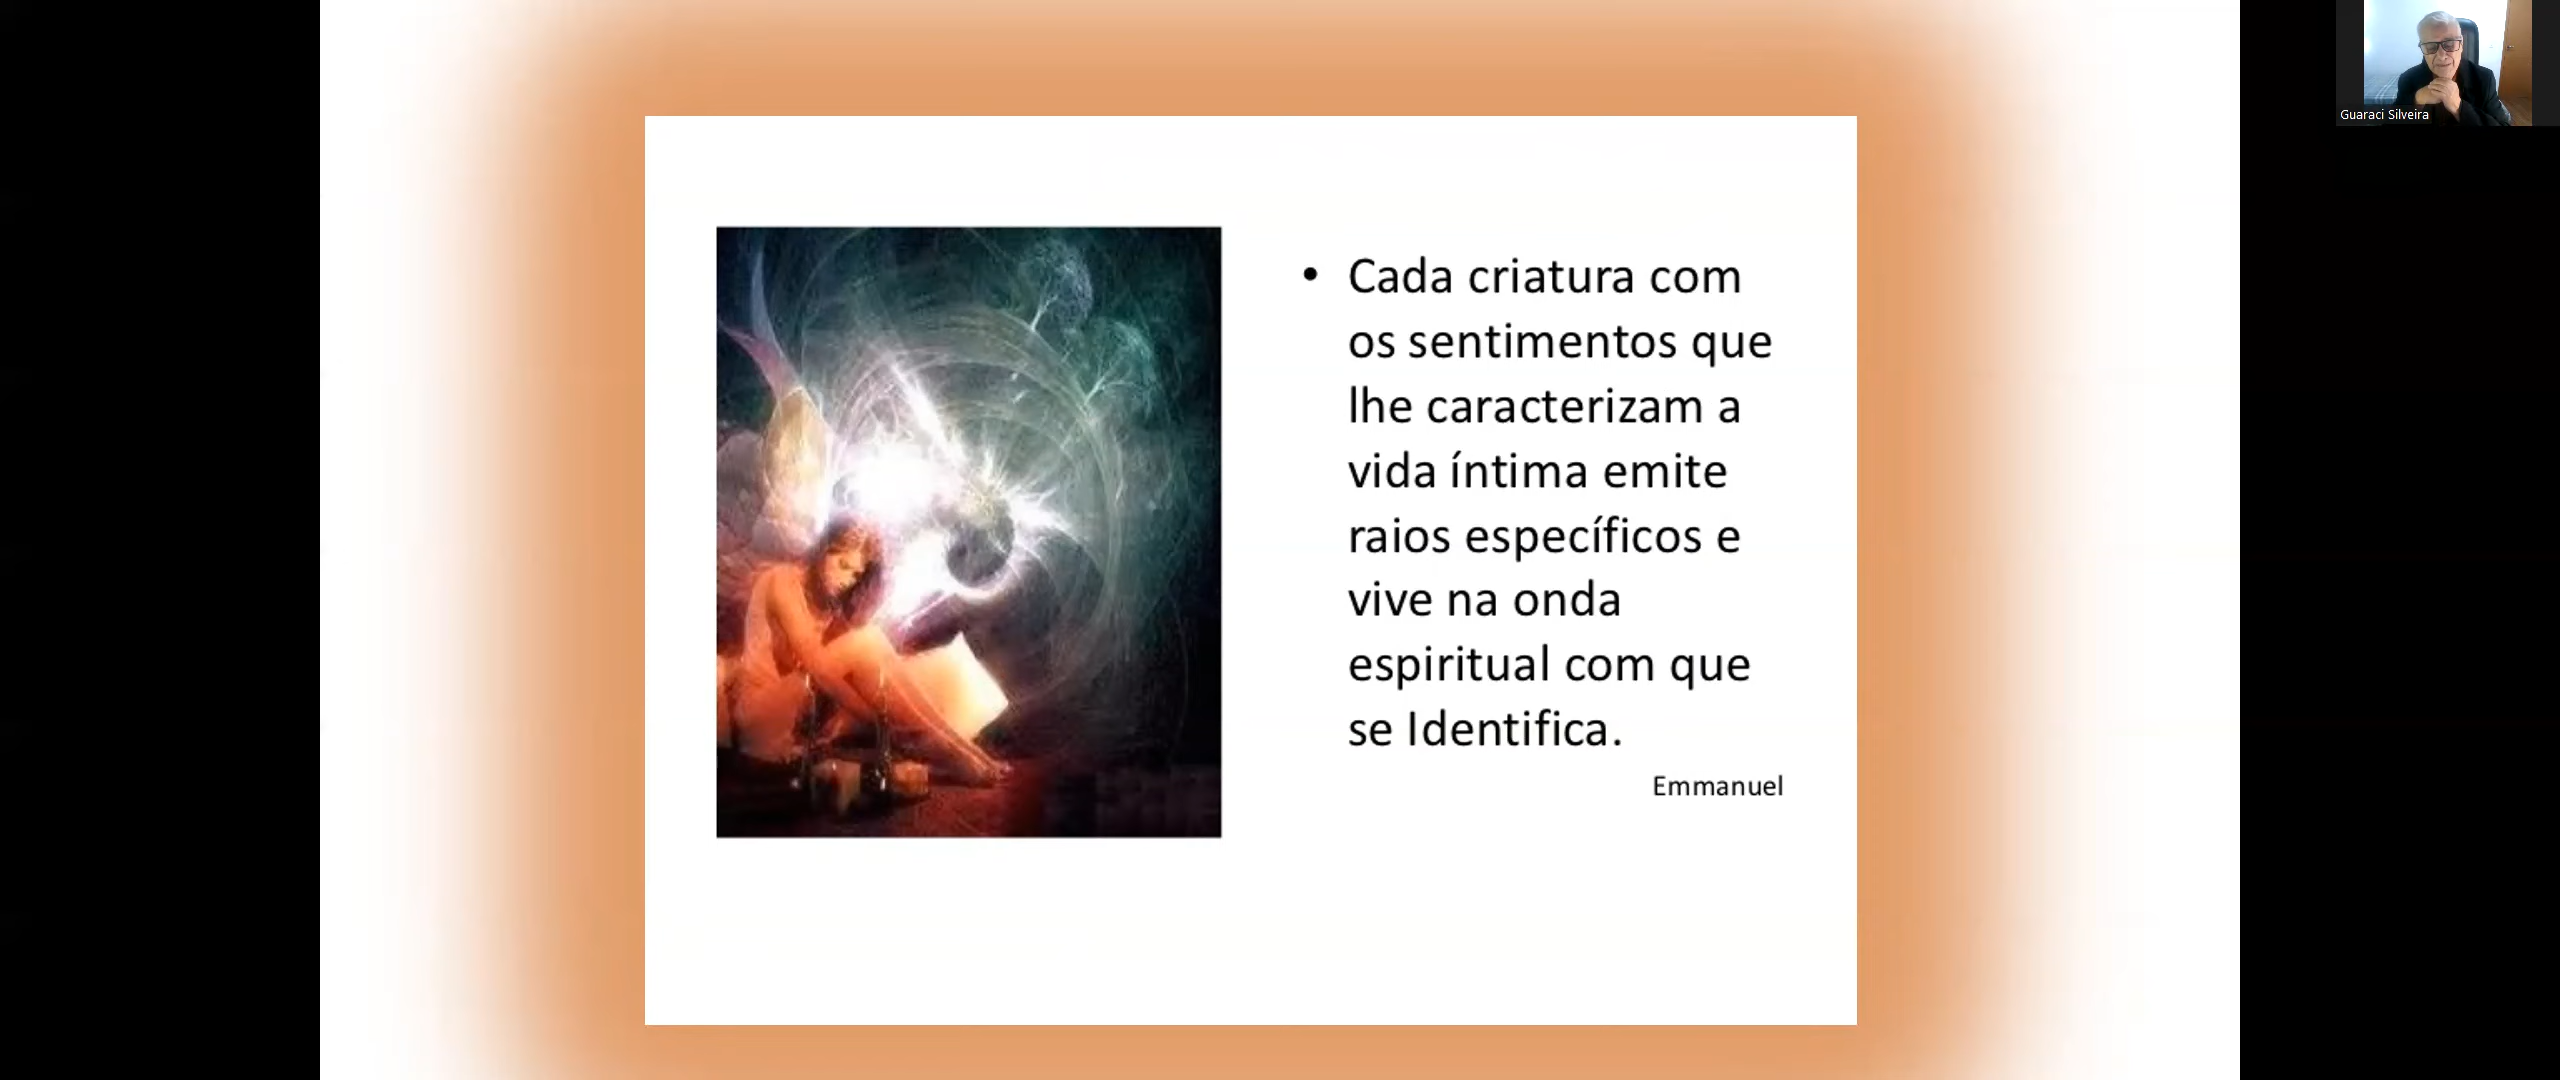 Guaraci Silveira
• Cada criatura com
os sentimentos que
lhe caracterizam a
vida íntima emite
raios específicos e
vive na onda
espiritual com que
se Identifica.
Emmanuel